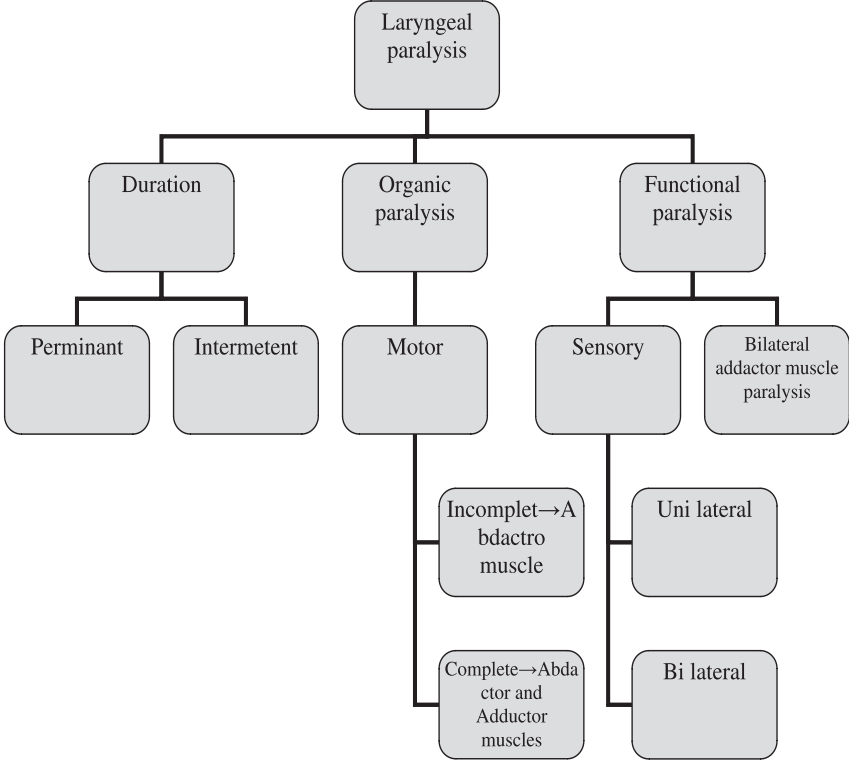 Laryngeal
paralysis
Duration
Organic
paralysis
Functional
paralysis
Perminant
Intermetent
Motor
Sensory
Bilateral
addactor muscle
paralysis
Incomplet→A
bdactro
muscle
Uni lateral
Complete→Abda
ctor and
Adductor
muscles
Bi lateral